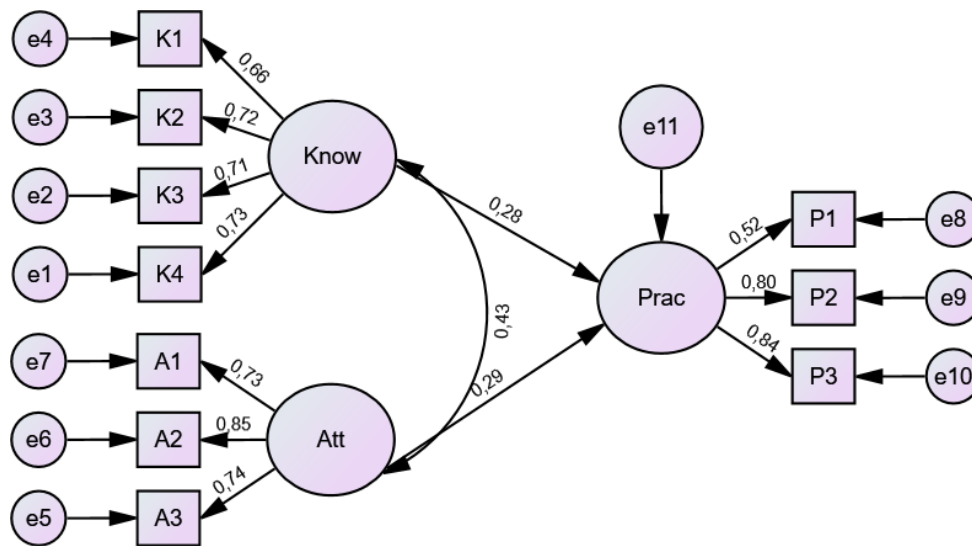 e4
K1
0,66
e3
K2
0,72
Know
e2
K3
0,71
e1
K4
0,73
e7
A1
0,73
e6
A2
0,85
Att
e5
A3
0,74
0,28
0,43
0,29
e11
Prac
0,52
P1
e8
0,80
P2
e9
0,84
P3
e10